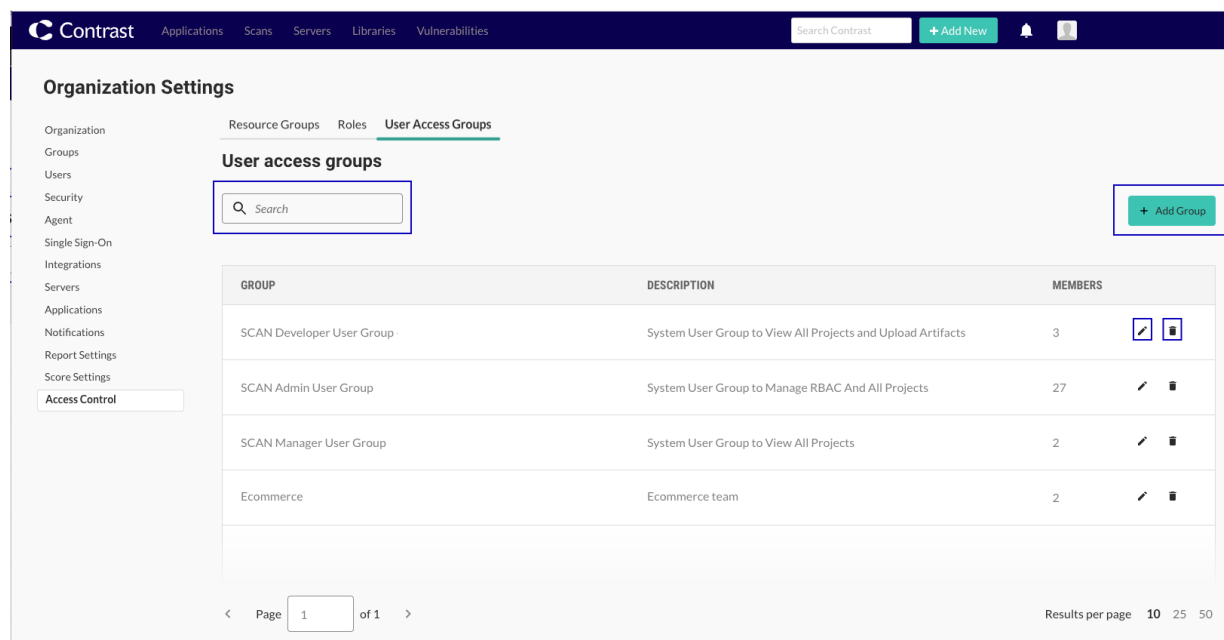 Contrast Applications Scans Servers Libraries Vulnerabilities Search Contrast + Add New
Organization Settings
Organization
Groups
Users
Security
Agent
Single Sign-On
Integrations
Servers
Applications
Notifications
Report Settings
Score Settings
Access Control
Resource Groups Roles User Access Groups
User access groups
Search
+ Add Group
GROUP DESCRIPTION MEMBERS
SCAN Developer User Group System User Group to View All Projects and Upload Artifacts 3
SCAN Admin User Group System User Group to Manage RBAC And All Projects 27
SCAN Manager User Group System User Group to View All Projects 2
Ecommerce Ecommerce team 2
< Page 1 of 1 > Results per page 10 25 50